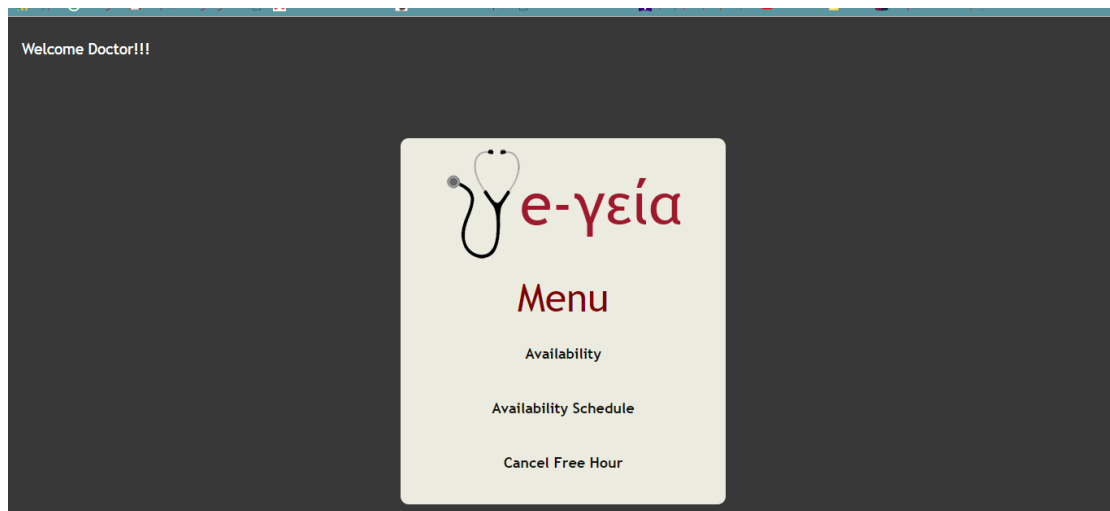 Welcome Doctor!!!
e-γεία
Menu
Availability
Availability Schedule
Cancel Free Hour